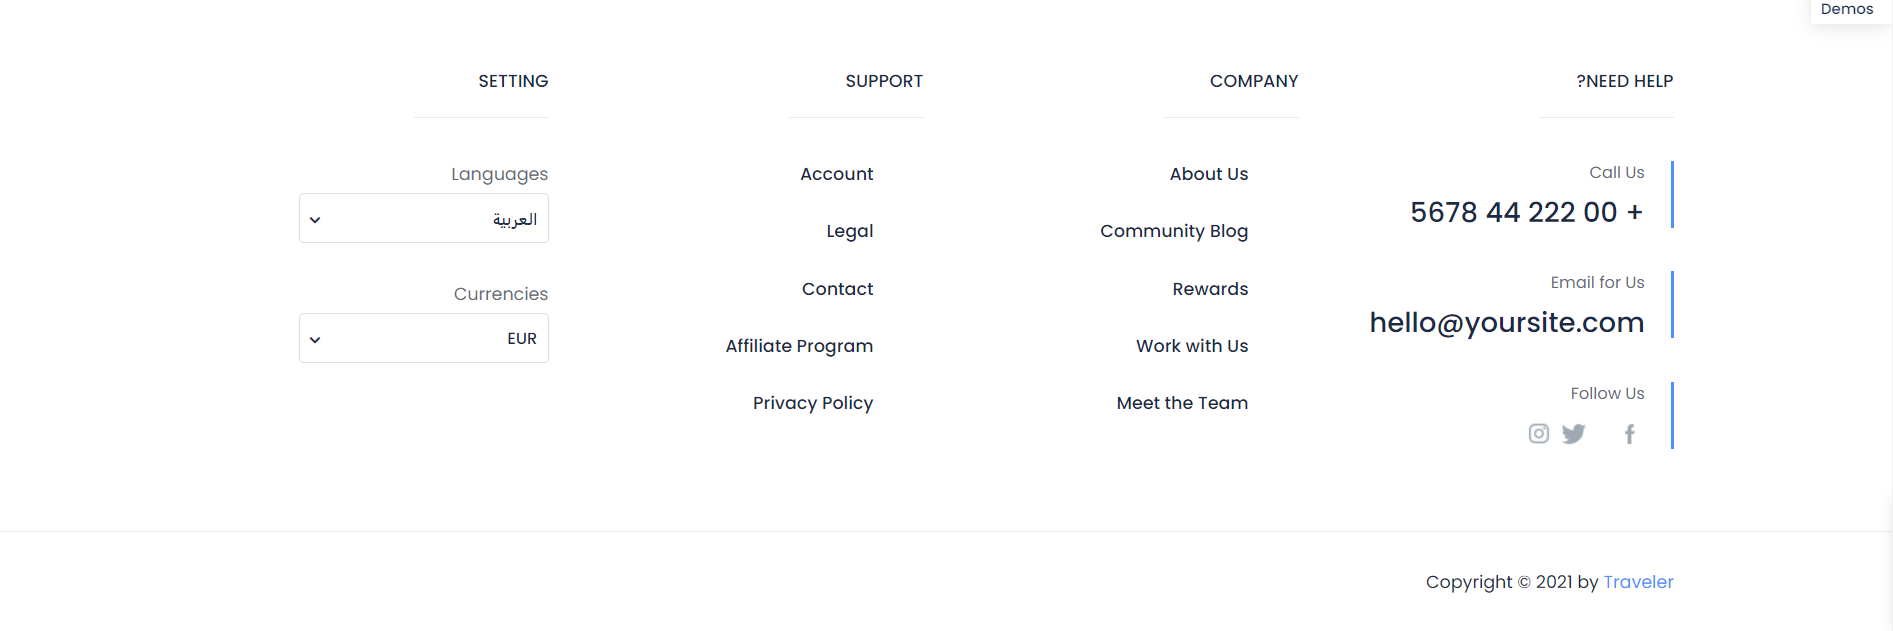 Demos
?NEED HELP
Call Us
5678 44 222 00 +
Email for Us
hello@yoursite.com
Follow Us
COMPANY
About Us
Community Blog
Rewards
Work with Us
Meet the Team
SUPPORT
Account
Legal
Contact
Affiliate Program
Privacy Policy
SETTING
Languages
العربية
Currencies
EUR
Copyright © 2021 by Traveler